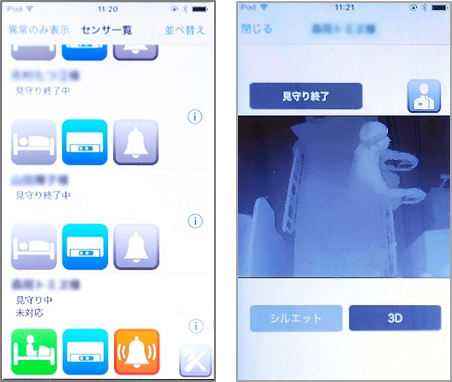 iPod 11:20
異常のみ表示 センサ一覧 並べ替え
見守り終了中
見守り終了中
見守り中
未対応
iPod 11:21
閉じる
見守り終了
シルエット 3D